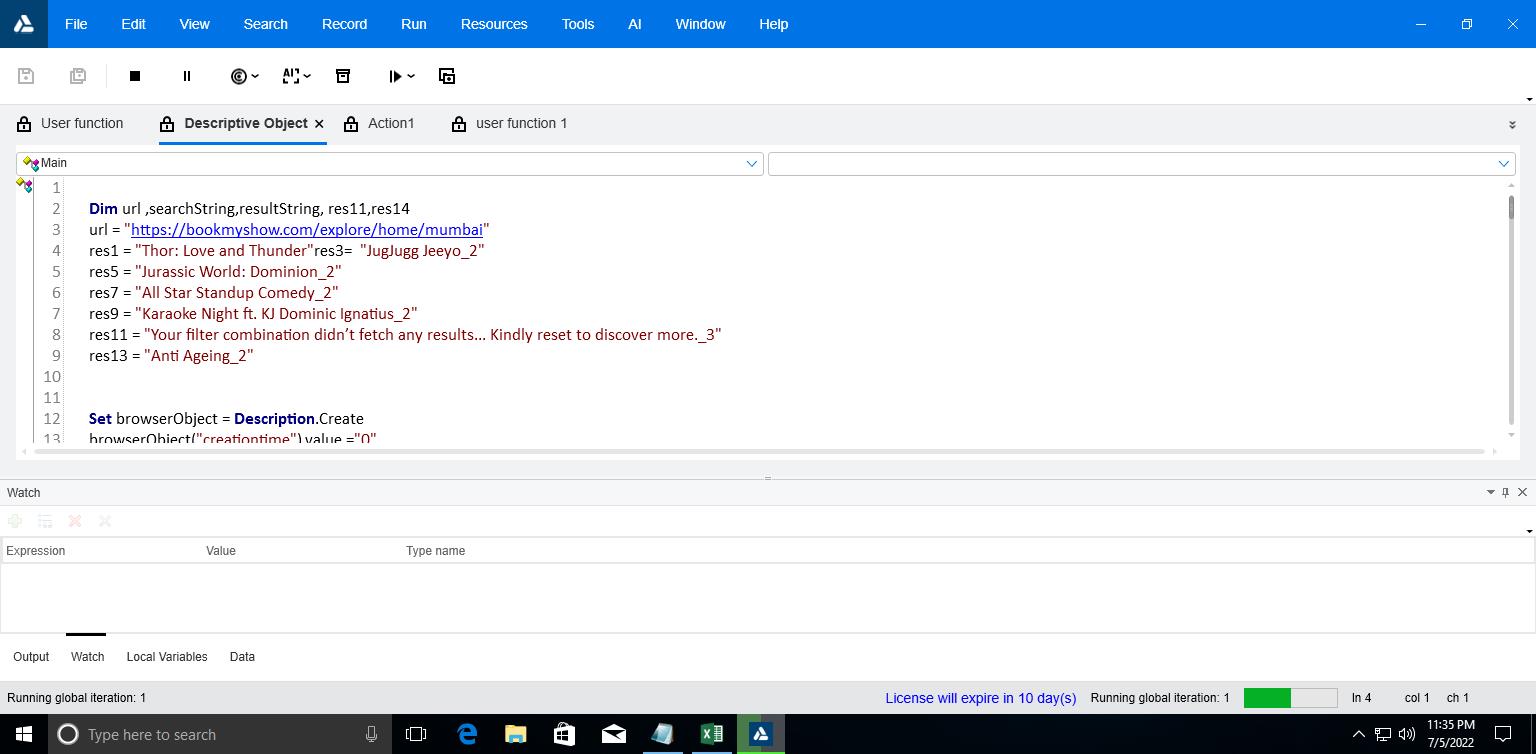 File Edit View Search Record Run Resources Tools AI Window Help
AI
User function Descriptive Object Action1 user function 1
Main
1
2 Dim url ,searchString,resultString, res11,res14
3 url = "https://bookmyshow.com/explore/home/mumbai"
4 res1 = "Thor: Love and Thunder"res3=  "JugJugg Jeeyo_2"
5 res5 = "Jurassic World: Dominion_2"
6 res7 = "All Star Standup Comedy_2"
7 res9 = "Karaoke Night ft. KJ Dominic Ignatius_2"
8 res11 = "Your filter combination didn’t fetch any results... Kindly reset to discover more._3"
9 res13 = "Anti Ageing_2"
10
11
12 Set browserObject = Description.Create
13 browserObject("creationtime").value ="0"
Watch
Expression Value Type name
Output Watch Local Variables Data
Running global iteration: 1 License will expire in 10 day(s) Running global iteration: 1 ln 4 col 1 ch 1
Type here to search 11:35 PM
7/5/2022